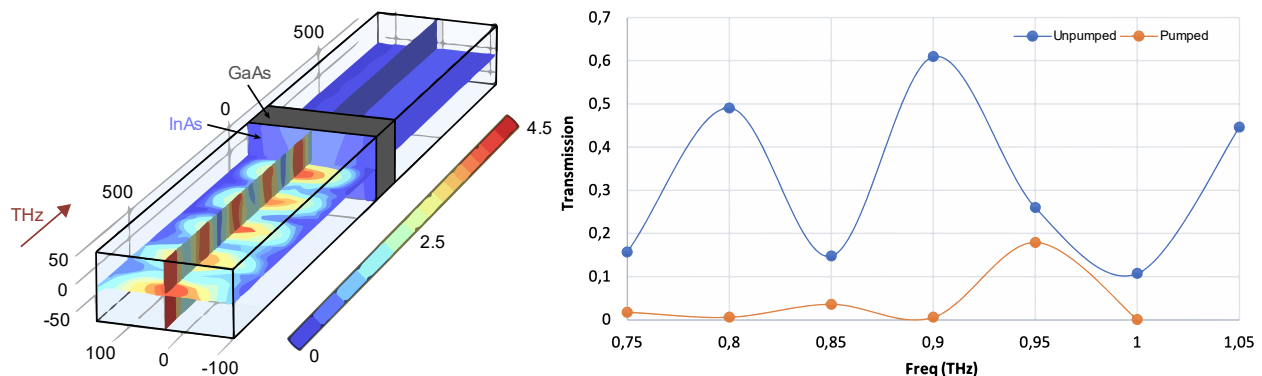 500
GaAs
0
InAs
500
THz
50
0
-50
100
0
-100
4.5
2.5
0
0,7
0,6
0,5
0,4
0,3
0,2
0,1
0
Transmission
Unpumped Pumped
0,75 0,8 0,85 0,9 0,95 1 1,05
Freq (THz)